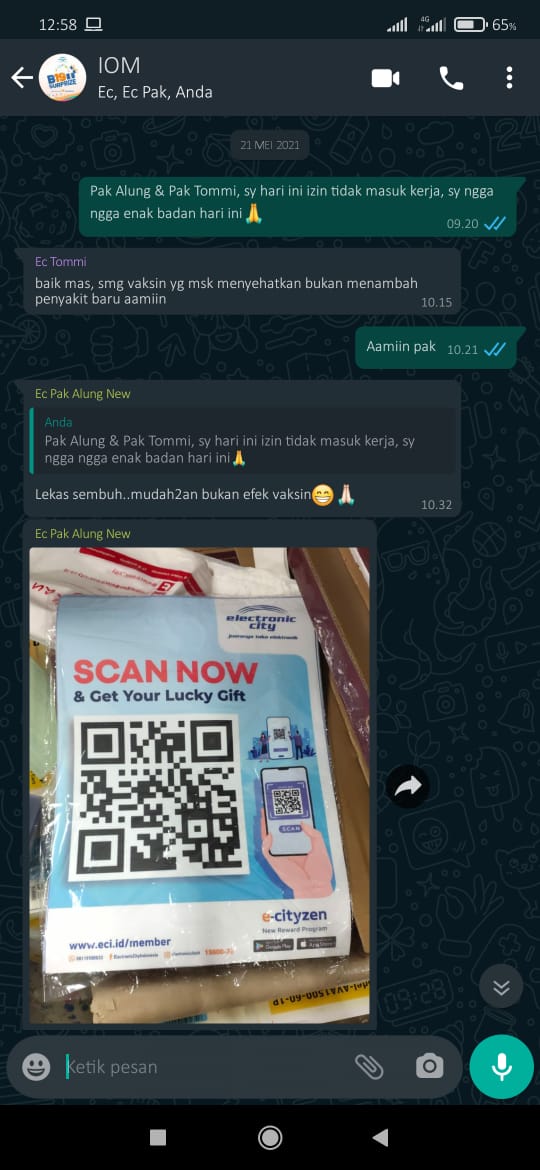 12:58
4G
65%
IOM
Ec, Ec Pak, Anda
21 MEI 2021
Pak Alung & Pak Tommi, sy hari ini izin tidak masuk kerja, sy ngga
ngga enak badan hari ini🙏
09.20
Ec Tommi
baik mas, smg vaksin yg msk menyehatkan bukan menambah
penyakit baru aamiin
10.15
Aamiin pak 10.21
Ec Pak Alung New
Anda
Pak Alung & Pak Tommi, sy hari ini izin tidak masuk kerja, sy
ngga ngga enak badan hari ini🙏
Lekas sembuh..mudah2an bukan efek vaksin😁🙏🏻
10.32
Ec Pak Alung New
electronic
city
SCAN NOW
& Get Your Lucky Gift
SCAN
e-cityzen
New Reward Program
www.eci.id/member
Google Play
App Store
Ketik pesan